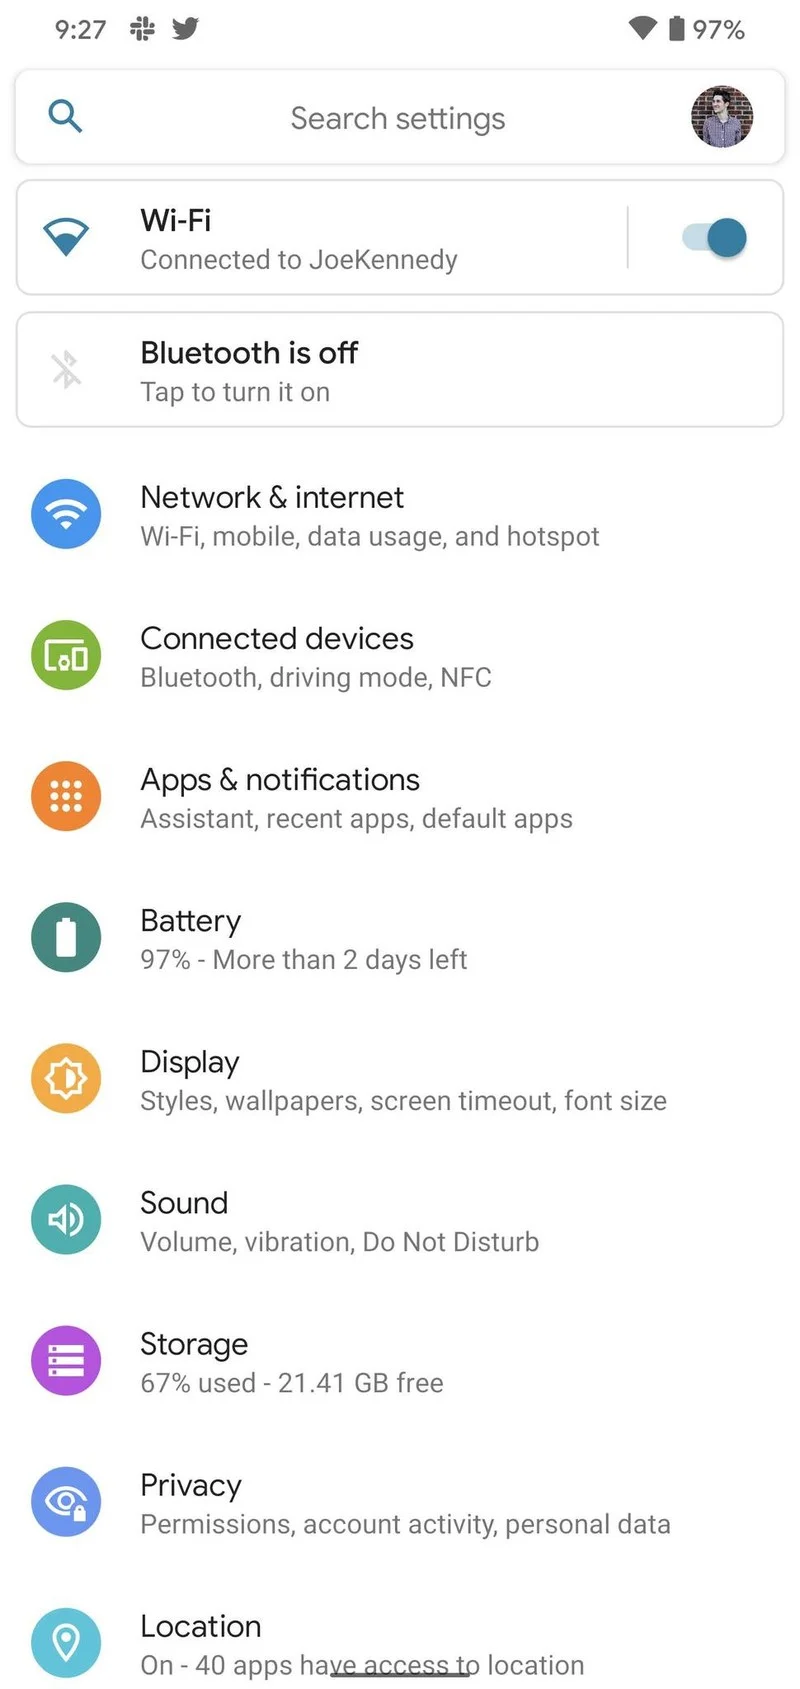 9:27 97%
Search settings
Wi-Fi
Connected to JoeKennedy
Bluetooth is off
Tap to turn it on
Network & internet
Wi-Fi, mobile, data usage, and hotspot
Connected devices
Bluetooth, driving mode, NFC
Apps & notifications
Assistant, recent apps, default apps
Battery
97% - More than 2 days left
Display
Styles, wallpapers, screen timeout, font size
Sound
Volume, vibration, Do Not Disturb
Storage
67% used - 21.41 GB free
Privacy
Permissions, account activity, personal data
Location
On - 40 apps have access to location